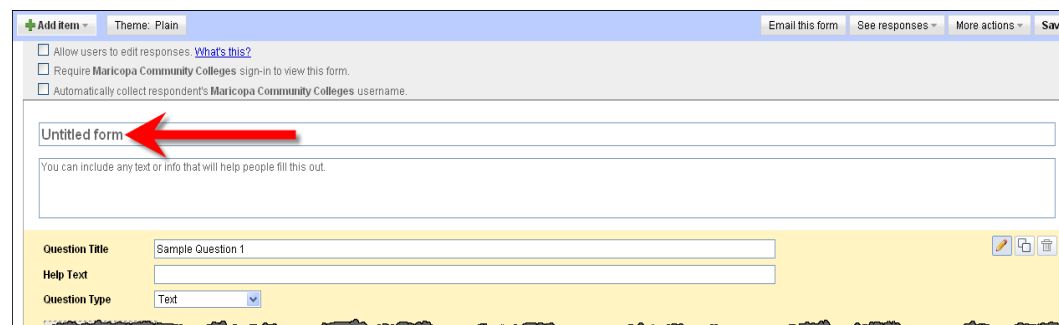 Add item Theme: Plain Email this form See responses More actions Sav
Allow users to edit responses. What's this?
Require Maricopa Community Colleges sign-in to view this form.
Automatically collect respondent's Maricopa Community Colleges username.
Untitled form
You can include any text or info that will help people fill this out.
Question Title Sample Question 1
Help Text
Question Type Text